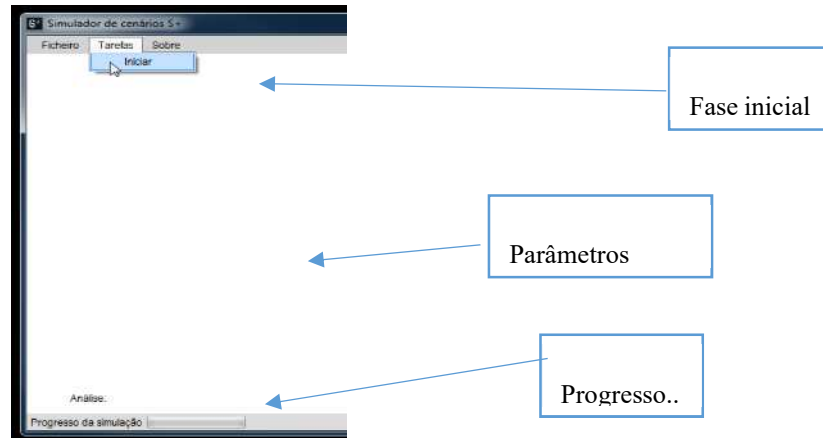 S+ Simulador de cenários S+
Ficheiro Tarefas Sobre
Iniciar
Fase inicial
Parâmetros
Progresso..
Análise:
Progresso da simulação